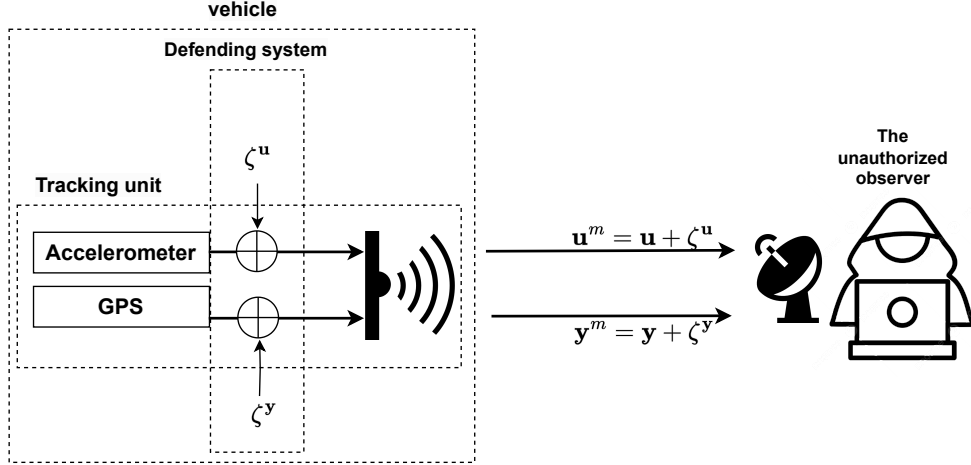 vehicle
Defending system
ζ^u
Tracking unit
Accelerometer
GPS
ζ^y
u^m = u + ζ^u
y^m = y + ζ^y
The
unauthorized
observer